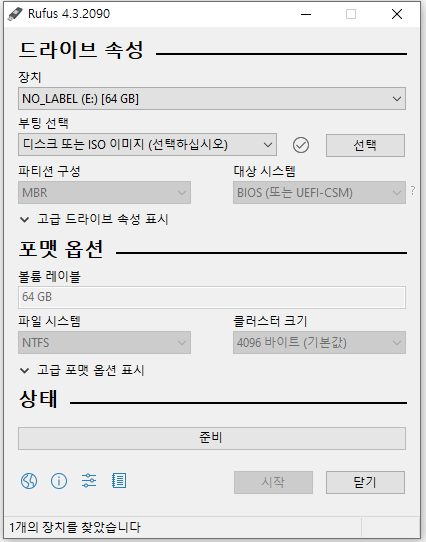 Rufus 4.3.2090
드라이브 속성
장치
NO_LABEL (E:) [64 GB]
부팅 선택
디스크 또는 ISO 이미지 (선택하십시오)
선택
파티션 구성
대상 시스템
MBR
BIOS (또는 UEFI-CSM)
?
고급 드라이브 속성 표시
포맷 옵션
볼륨 레이블
64 GB
파일 시스템
클러스터 크기
NTFS
4096 바이트 (기본값)
고급 포맷 옵션 표시
상태
준비
시작
닫기
1개의 장치를 찾았습니다